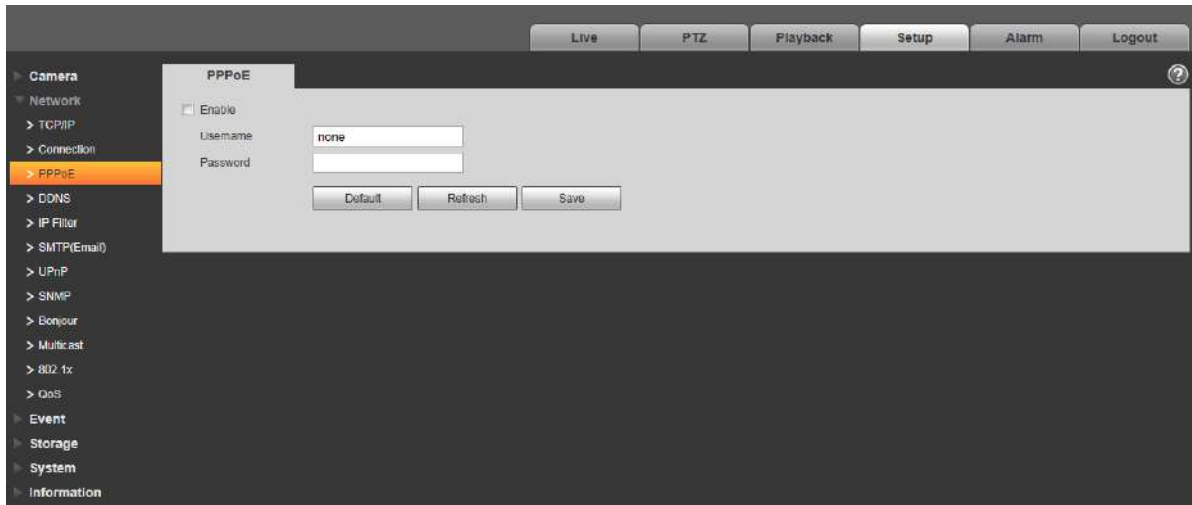 Live PTZ Playback Setup Alarm Logout
Camera
Network
> TCP/IP
> Connection
> PPPoE
> DDNS
> IP Filter
> SMTP(Email)
> UPnP
> SNMP
> Bonjour
> Multicast
> 802.1x
> QoS
Event
Storage
System
Information
PPPoE
?
Enable
Username none
Password
Default Refresh Save